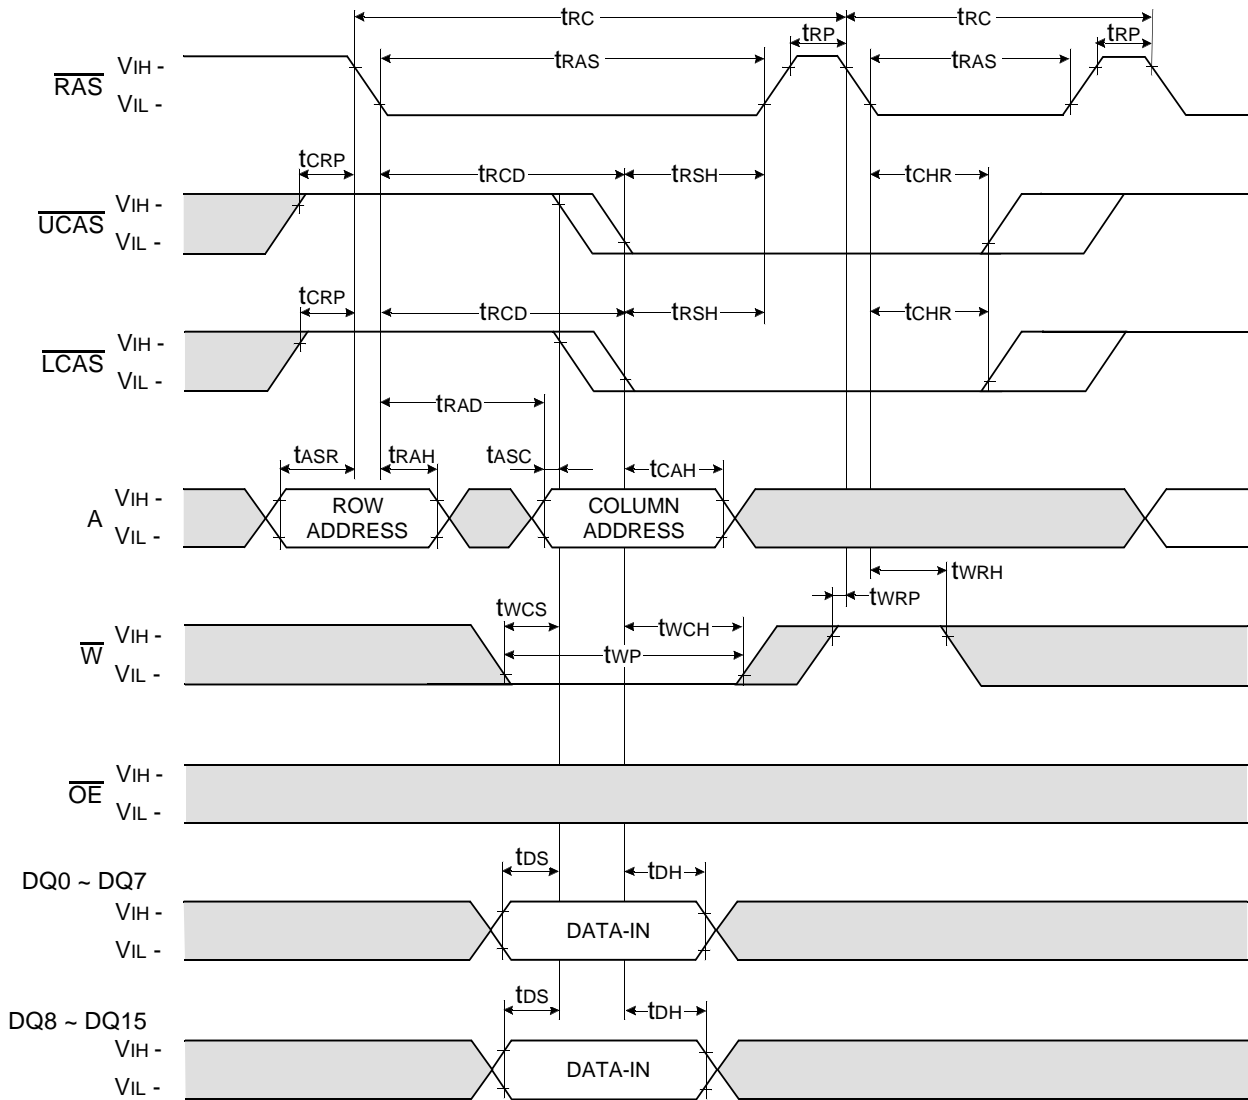 tRC tRC
tRP tRP
tRAS tRAS
RAS
VIH -
VIL -
tCRP tRCD tRSH tCHR
UCAS
VIH -
VIL -
tCRP tRCD tRSH tCHR
LCAS
VIH -
VIL -
tRAD
tASR tRAH tASC tCAH
A
VIH -
VIL -
ROW
ADDRESS
COLUMN
ADDRESS
tWRH
tWRP
tWCS tWCH
tWP
W
VIH -
VIL -
OE
VIH -
VIL -
tDS tDH
DQ0 ~ DQ7
VIH -
VIL -
DATA-IN
tDS tDH
DQ8 ~ DQ15
VIH -
VIL -
DATA-IN